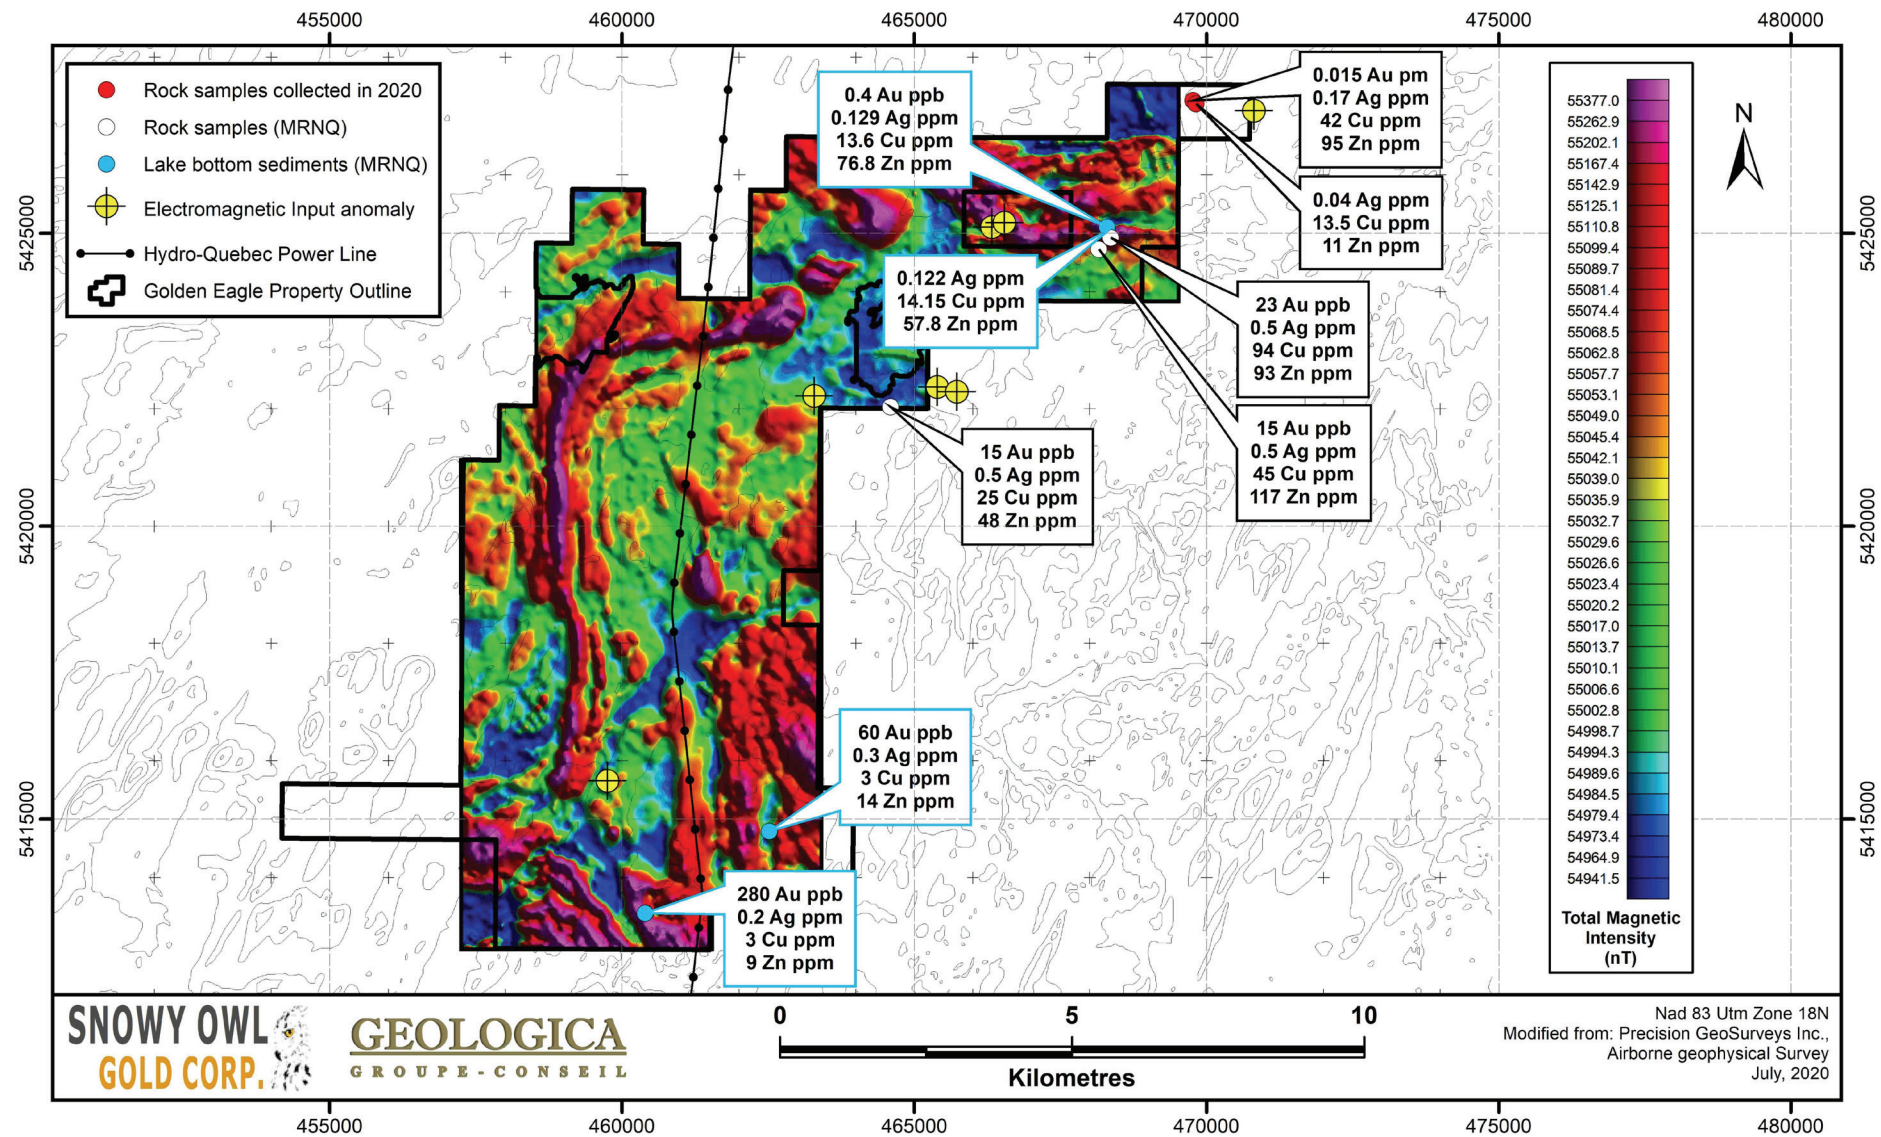 455000
460000
465000
470000
475000
480000
Rock samples collected in 2020
Rock samples (MRNQ)
Lake bottom sediments (MRNQ)
Electromagnetic Input anomaly
Hydro-Quebec Power Line
Golden Eagle Property Outline
0.4 Au ppb
0.129 Ag ppm
13.6 Cu ppm
76.8 Zn ppm
0.015 Au pm
0.17 Ag ppm
42 Cu ppm
95 Zn ppm
0.04 Ag ppm
13.5 Cu ppm
11 Zn ppm
0.122 Ag ppm
14.15 Cu ppm
57.8 Zn ppm
23 Au ppb
0.5 Ag ppm
94 Cu ppm
93 Zn ppm
15 Au ppb
0.5 Ag ppm
45 Cu ppm
117 Zn ppm
15 Au ppb
0.5 Ag ppm
25 Cu ppm
48 Zn ppm
60 Au ppb
0.3 Ag ppm
3 Cu ppm
14 Zn ppm
280 Au ppb
0.2 Ag ppm
3 Cu ppm
9 Zn ppm
N
55377.0
55262.9
55202.1
55167.4
55142.9
55125.1
55110.8
55099.4
55089.7
55081.4
55074.4
55068.5
55062.8
55057.7
55053.1
55049.0
55045.4
55042.1
55039.0
55035.9
55032.7
55029.6
55026.6
55023.4
55020.2
55017.0
55013.7
55010.1
55006.6
55002.8
54998.7
54994.3
54989.6
54984.5
54979.4
54973.4
54964.9
54941.5
Total Magnetic
Intensity
(nT)
5425000
5420000
5415000
5425000
5420000
5415000
SNOWY OWL
GOLD CORP.
GEOLOGICA
GROUPE-CONSEIL
0 5 10
Kilometres
Nad 83 Utm Zone 18N
Modified from: Precision GeoSurveys Inc.,
Airborne geophysical Survey
July, 2020
455000
460000
465000
470000
475000
480000